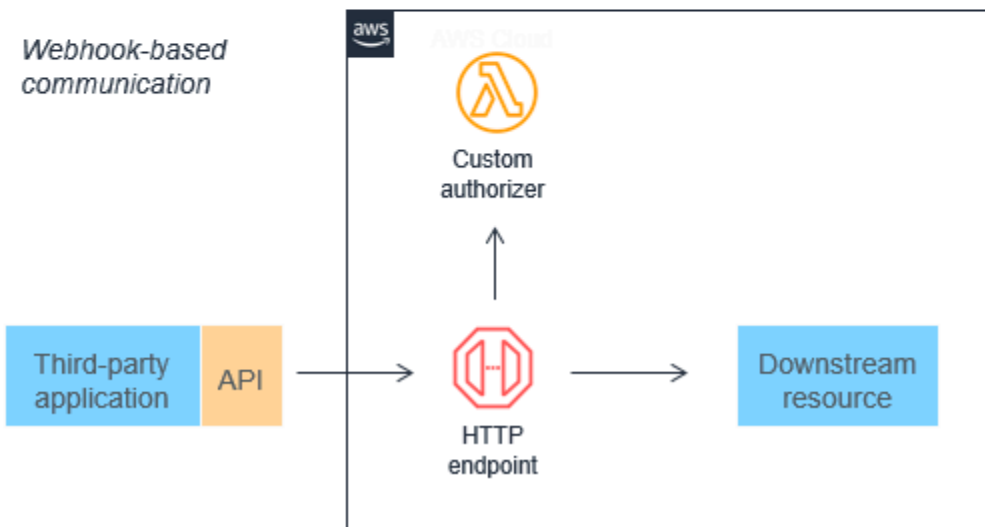 Webhook-based
communication
aws
AWS Cloud
Custom
authorizer
Third-party
application
API
HTTP
endpoint
Downstream
resource